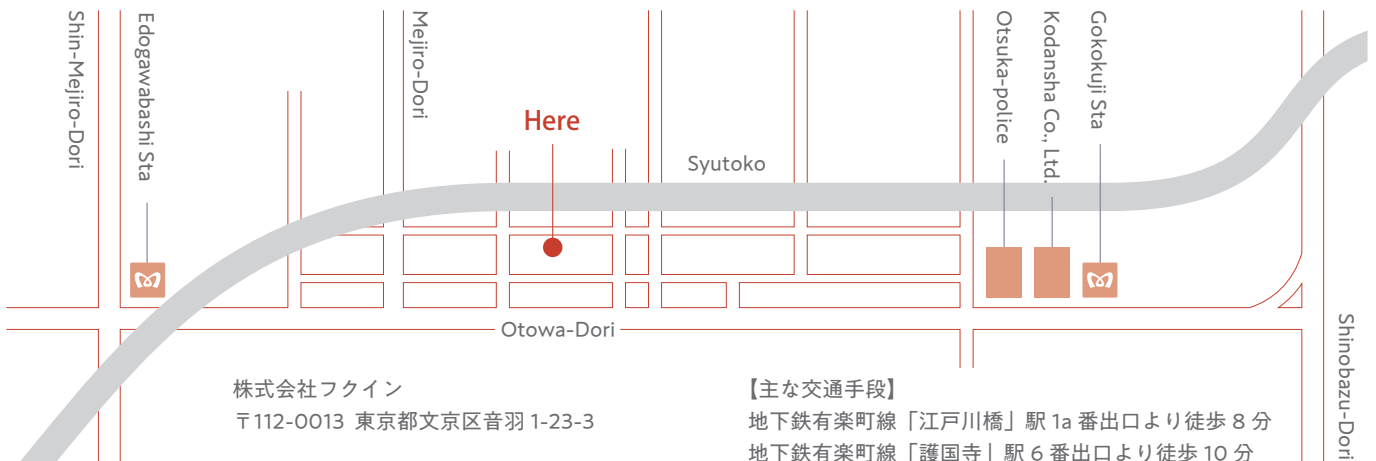 Shin-Mejiro-Dori
Edogawabashi Sta
Mejiro-Dori
Here
Syutoko
Otsuka-police
Kodansha Co., Ltd.
Gokokuji Sta
Otowa-Dori
Shinobazu-Dori
株式会社フクイン
〒112-0013 東京都文京区音羽 1-23-3
【主な交通手段】
地下鉄有楽町線「江戸川橋」駅 1a 番出口より徒歩 8 分
地下鉄有楽町線「護国寺」駅 6 番出口より徒歩 10 分